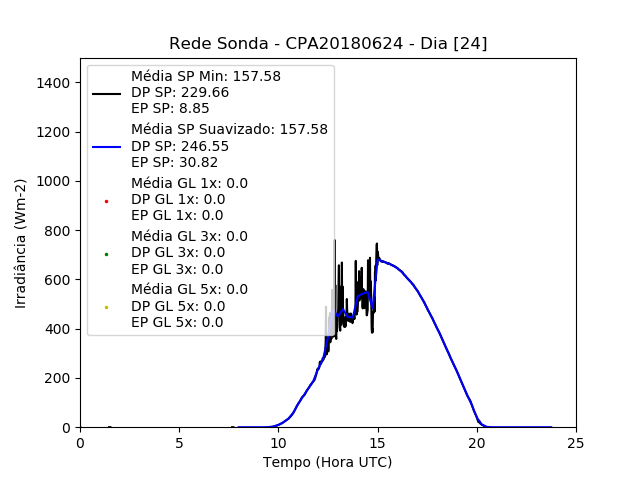 Rede Sonda - CPA20180624 - Dia [24]
Média SP Min: 157.58
DP SP: 229.66
EP SP: 8.85
Média SP Suavizado: 157.58
DP SP: 246.55
EP SP: 30.82
Média GL 1x: 0.0
DP GL 1x: 0.0
EP GL 1x: 0.0
Média GL 3x: 0.0
DP GL 3x: 0.0
EP GL 3x: 0.0
Média GL 5x: 0.0
DP GL 5x: 0.0
EP GL 5x: 0.0
Irradiância (Wm-2)
1400
1200
1000
800
600
400
200
0
0 5 10 15 20 25
Tempo (Hora UTC)